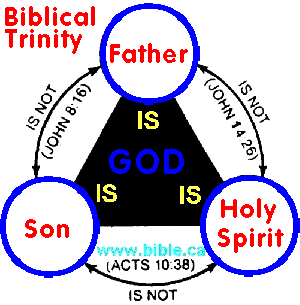 Biblical
Trinity
Father
IS NOT
(JOHN 8:16)
IS NOT
(JOHN 14:26)
IS
GOD
IS
IS
Son
Holy
Spirit
www.bible.ca
(ACTS 10:38)
IS NOT